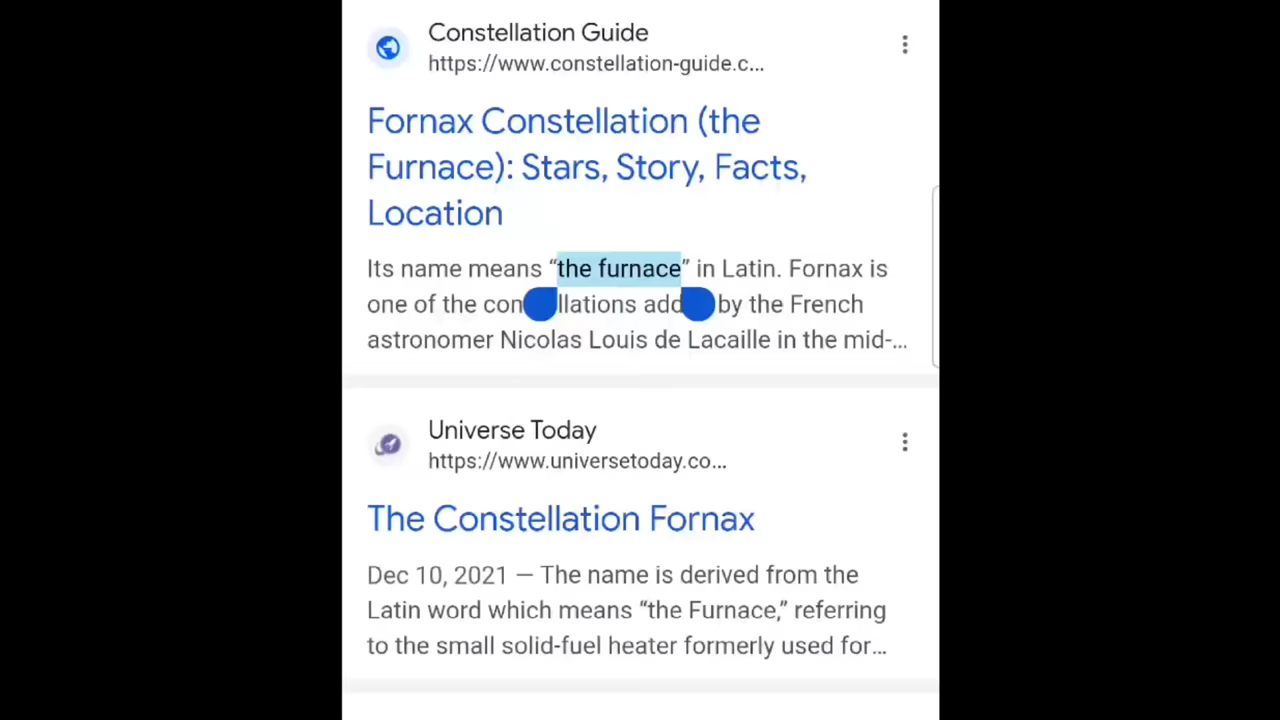 Constellation Guide
https://www.constellation-guide.c...
Fornax Constellation (the
Furnace): Stars, Story, Facts,
Location
Its name means “the furnace” in Latin. Fornax is
one of the con llations add by the French
astronomer Nicolas Louis de Lacaille in the mid-...
Universe Today
https://www.universetoday.co...
The Constellation Fornax
Dec 10, 2021 — The name is derived from the
Latin word which means “the Furnace,” referring
to the small solid-fuel heater formerly used for...